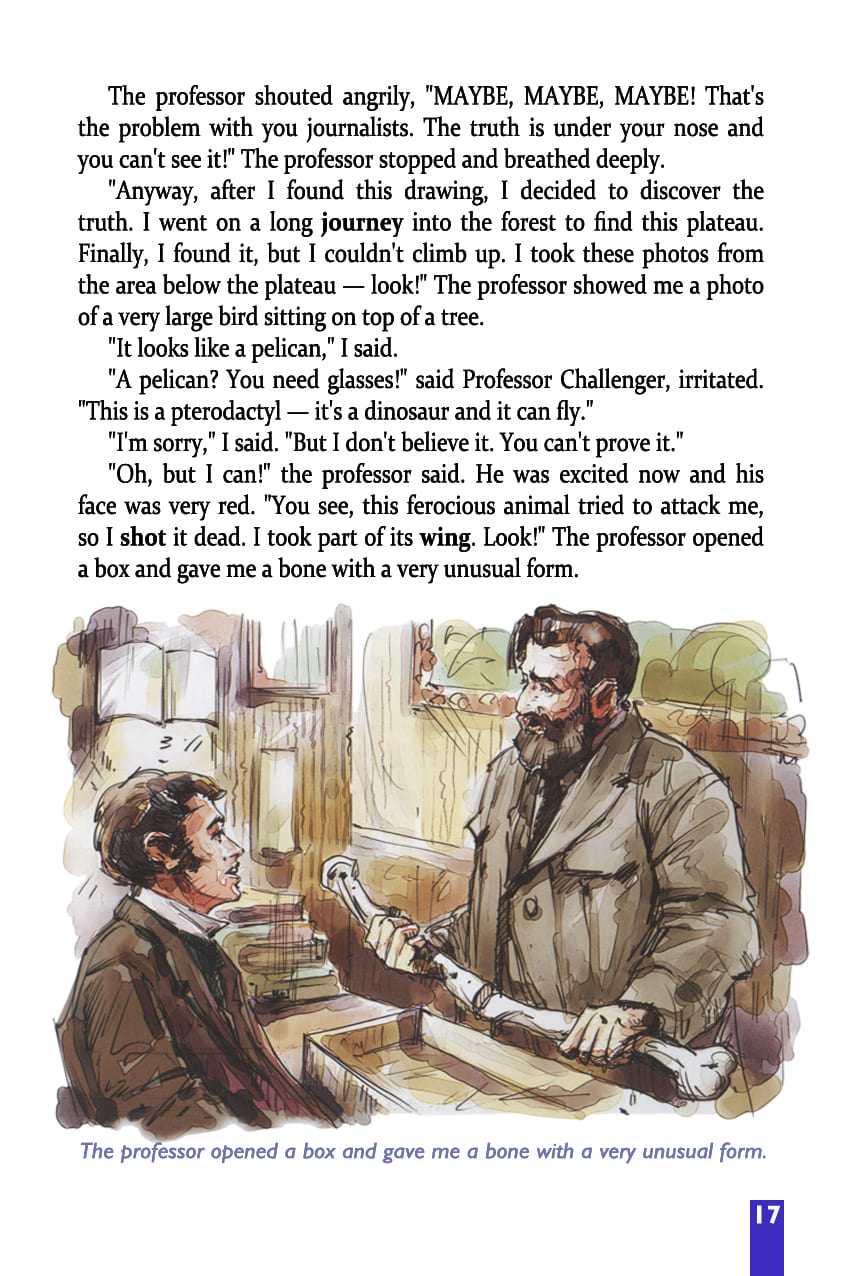 The professor shouted angrily, "MAYBE, MAYBE, MAYBE! That's
the problem with you journalists. The truth is under your nose and
you can't see it!" The professor stopped and breathed deeply.
"Anyway, after I found this drawing, I decided to discover the
truth. I went on a long journey into the forest to find this plateau.
Finally, I found it, but I couldn't climb up. I took these photos from
the area below the plateau — look!" The professor showed me a photo
of a very large bird sitting on top of a tree.
"It looks like a pelican," I said.
"A pelican? You need glasses!" said Professor Challenger, irritated.
"This is a pterodactyl — it's a dinosaur and it can fly."
"I'm sorry," I said. "But I don't believe it. You can't prove it."
"Oh, but I can!" the professor said. He was excited now and his
face was very red. "You see, this ferocious animal tried to attack me,
so I shot it dead. I took part of its wing. Look!" The professor opened
a box and gave me a bone with a very unusual form.
The professor opened a box and gave me a bone with a very unusual form.
17